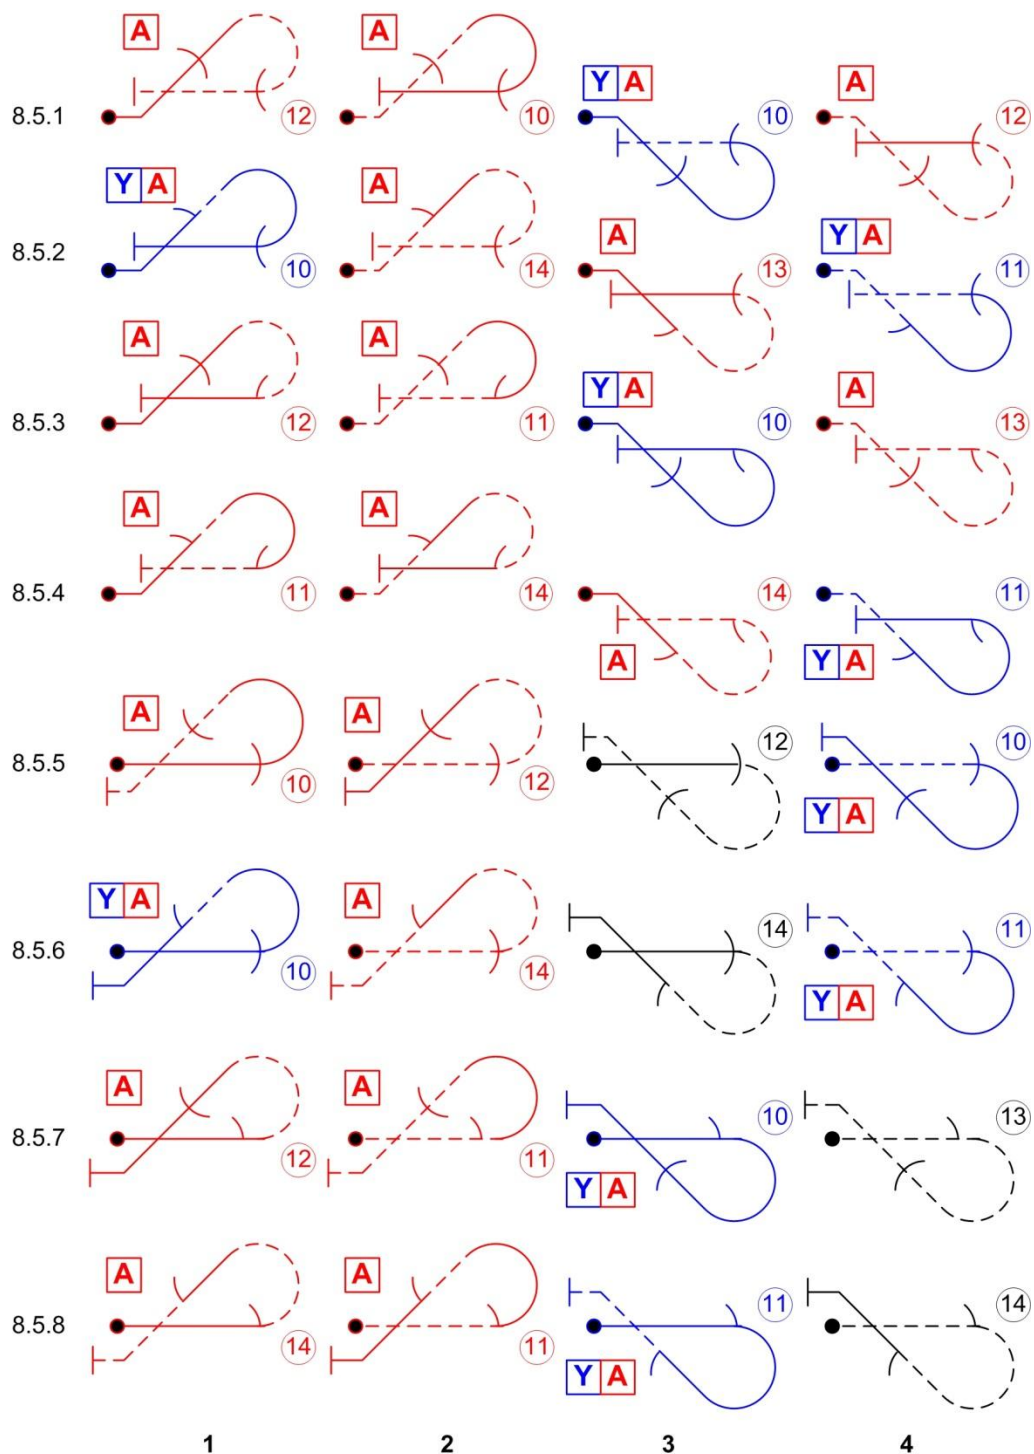 A A Y A A
8.5.1 12 10 10 12
Y A A A Y A
8.5.2 10 14 13 11
A A Y A A
8.5.3 12 11 10 13
A A
8.5.4 11 14 14 11
A Y A
A A 12 10
8.5.5 10 12 Y A
Y A A 14 11
8.5.6 10 14 Y A
A A 10 13
8.5.7 12 11 Y A
A A 11 14
8.5.8 14 11 Y A
1 2 3 4